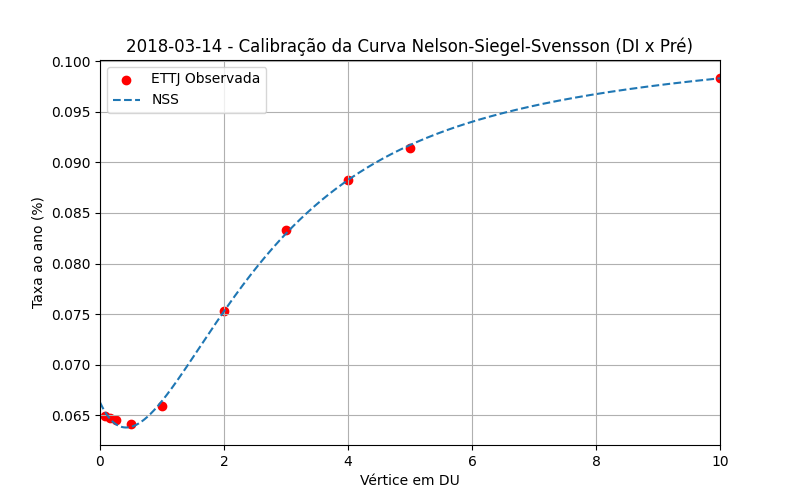 2018-03-14 - Calibração da Curva Nelson-Siegel-Svensson (DI x Pré)
ETTJ Observada
NSS
Taxa ao ano (%)
0.100
0.095
0.090
0.085
0.080
0.075
0.070
0.065
0 2 4 6 8 10
Vértice em DU